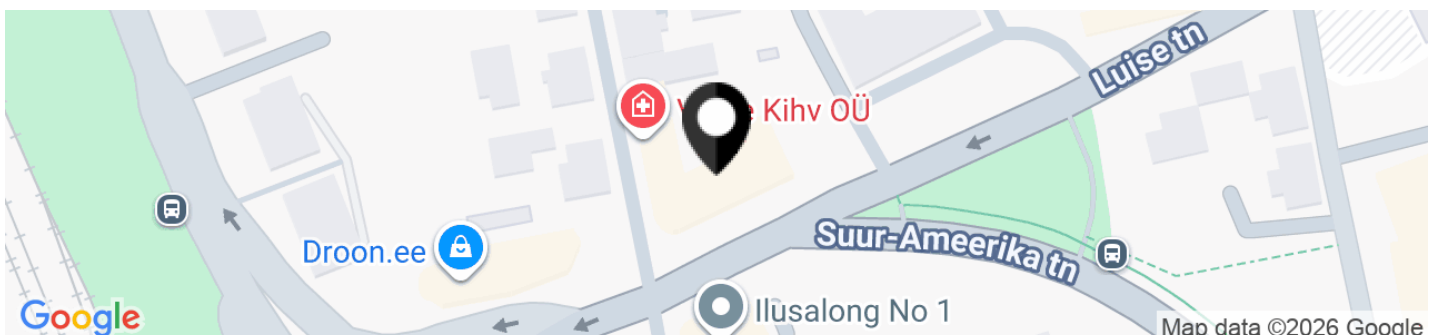 Luise tn
Kihv OÜ
Suur-Ameerika tn
Droon.ee
Ilusalong No 1
Google
Map data ©2026 Google